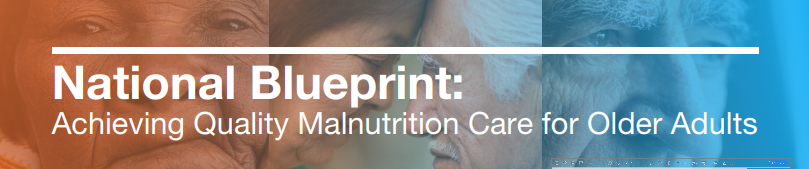 National Blueprint:
Achieving Quality Malnutrition Care for Older Adults